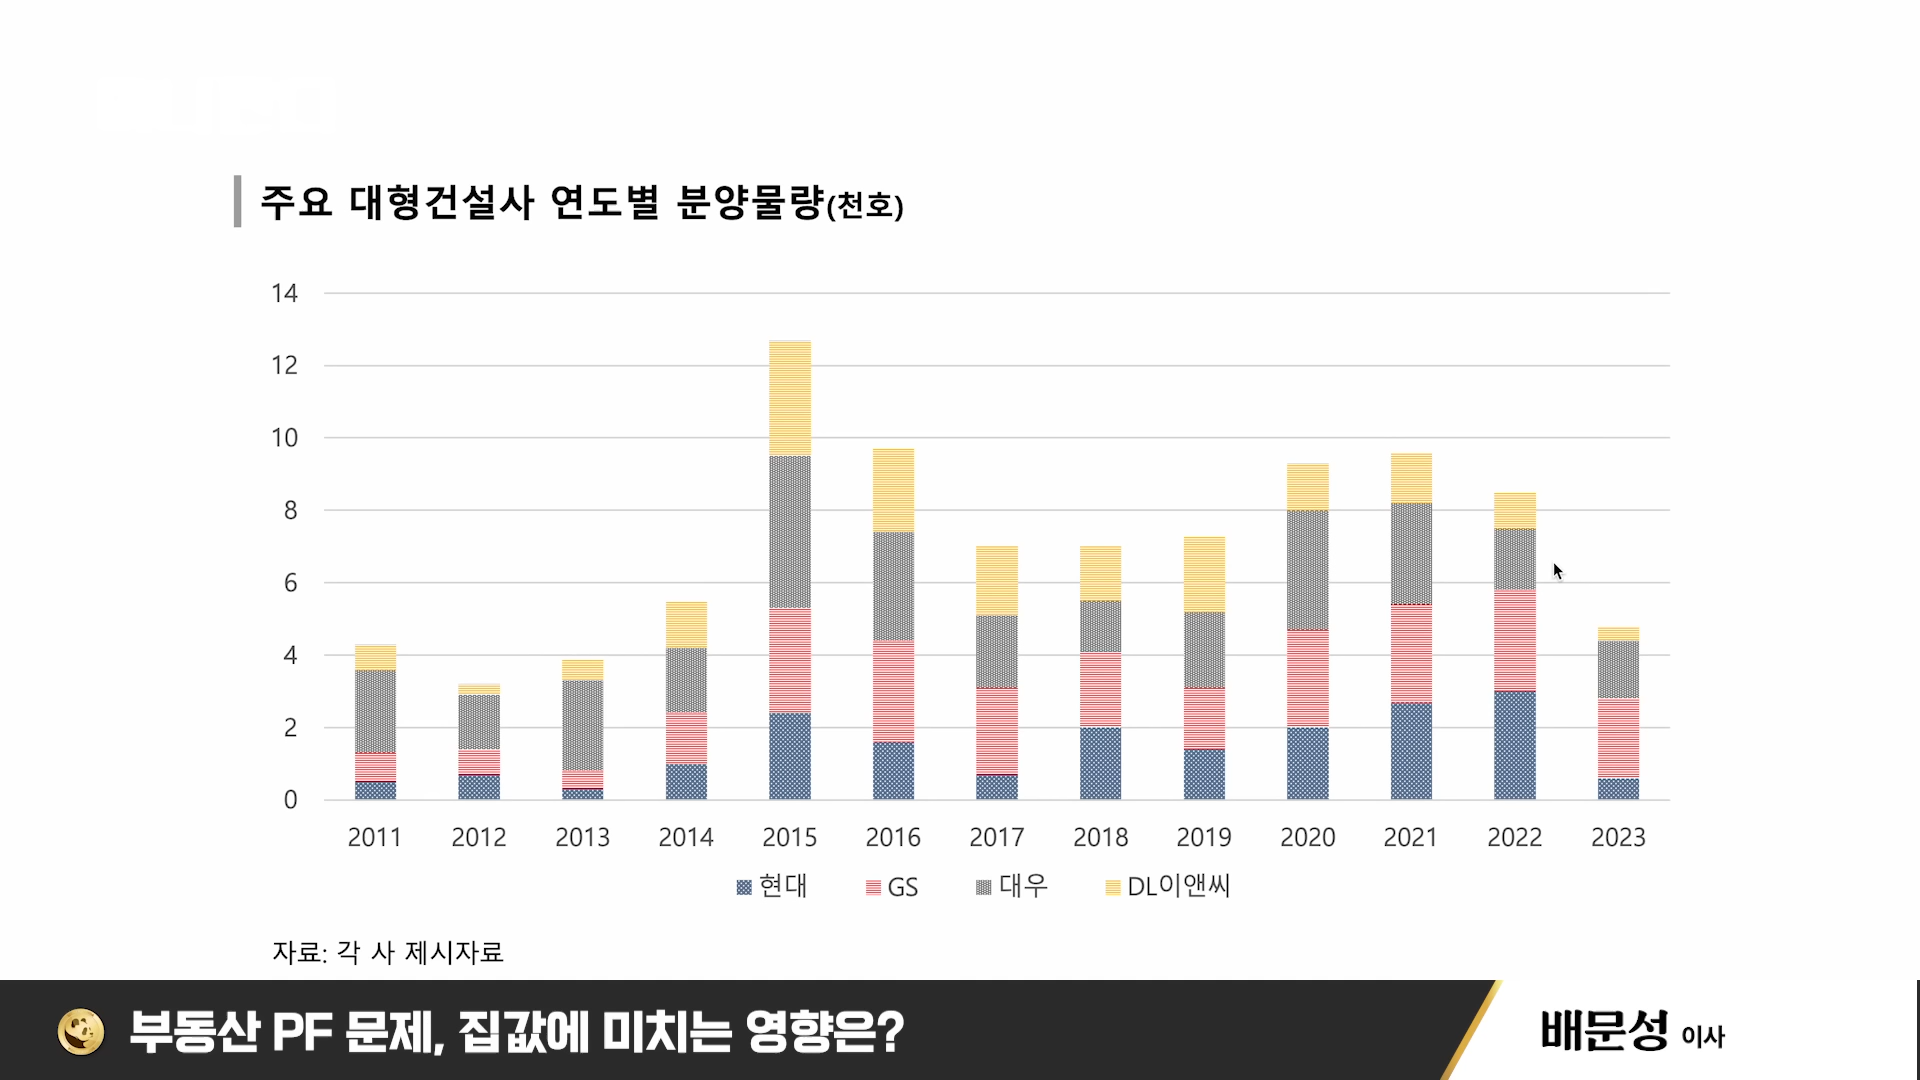 주요 대형건설사 연도별 분양물량(천호)
14
12
10
8
6
4
2
0
2011 2012 2013 2014 2015 2016 2017 2018 2019 2020 2021 2022 2023
현대 GS 대우 DL이앤씨
자료: 각 사 제시자료
부동산 PF 문제, 집값에 미치는 영향은?
배문성 이사